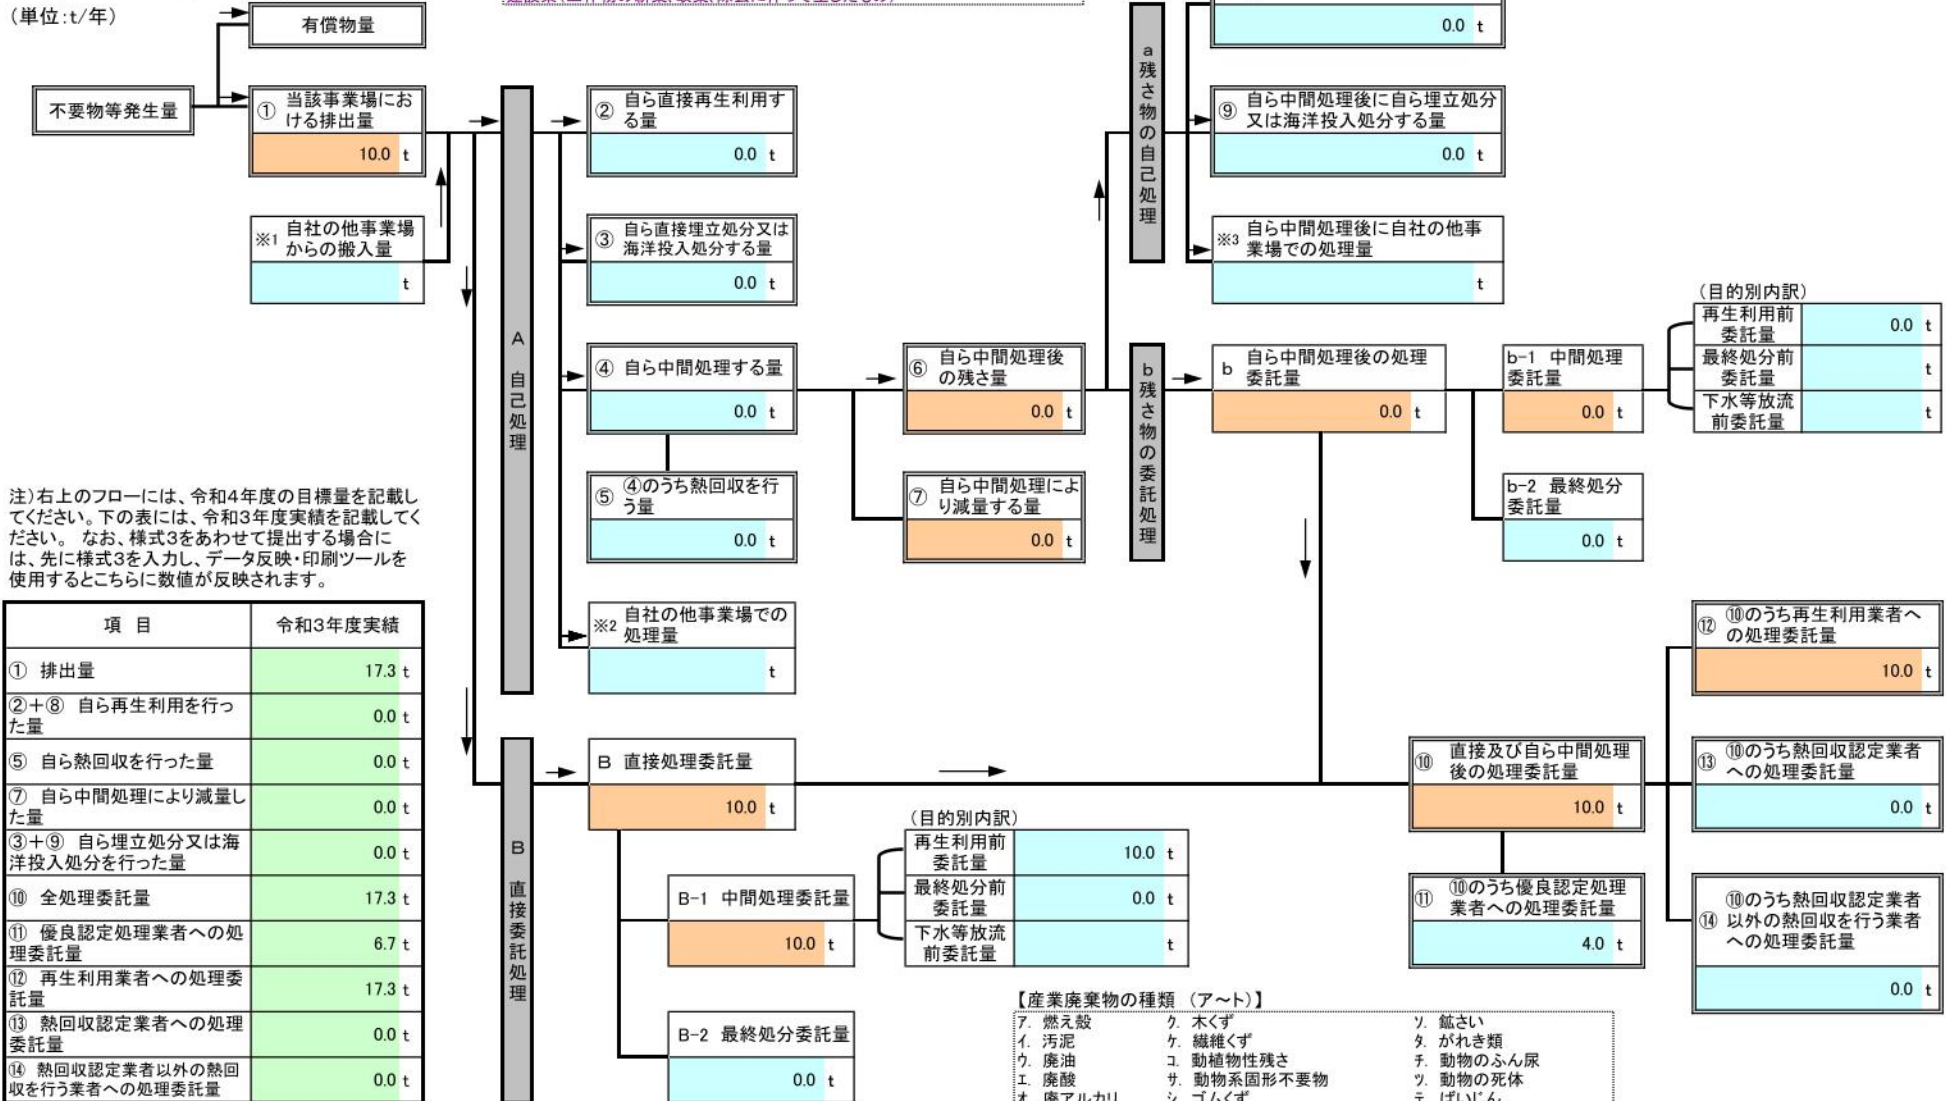 (単位:t/年)
有償物量
不要物等発生量
① 当該事業場にお
ける排出量
10.0 t
※1 自社の他事業場
からの搬入量
t
A 自己処理
② 自ら直接再生利用す
る量
0.0 t
③ 自ら直接埋立処分又は
海洋投入処分する量
0.0 t
④ 自ら中間処理する量
0.0 t
⑤ ④のうち熱回収を行
う量
0.0 t
※2 自社の他事業場での
処理量
t
⑥ 自ら中間処理後
の残さ量
0.0 t
⑦ 自ら中間処理によ
り減量する量
0.0 t
a 残さ物の自己処理
0.0 t
⑨ 自ら中間処理後に自ら埋立処分
又は海洋投入処分する量
0.0 t
※3 自ら中間処理後に自社の他事
業場での処理量
t
b 残さ物の委託処理
b 自ら中間処理後の処理
委託量
0.0 t
b-1 中間処理
委託量
0.0 t
(目的別内訳)
再生利用前
委託量 0.0 t
最終処分前
委託量 t
下水等放流
前委託量 t
b-2 最終処分
委託量
0.0 t
注)右上のフローには、令和4年度の目標量を記載し
てください。下の表には、令和3年度実績を記載してく
ださい。 なお、様式3をあわせて提出する場合に
は、先に様式3を入力し、データ反映・印刷ツールを
使用するとこちらに数値が反映されます。
項 目 令和3年度実績
① 排出量 17.3 t
②+⑧ 自ら再生利用を行っ
た量 0.0 t
⑤ 自ら熱回収を行った量 0.0 t
⑦ 自ら中間処理により減量し
た量 0.0 t
③+⑨ 自ら埋立処分又は海
洋投入処分を行った量 0.0 t
⑩ 全処理委託量 17.3 t
⑪ 優良認定処理業者への処
理委託量 6.7 t
⑫ 再生利用業者への処理委
託量 17.3 t
⑬ 熱回収認定業者への処理
委託量 0.0 t
⑭ 熱回収認定業者以外の熱回
収を行う業者への処理委託量 0.0 t
B 直接委託処理
B 直接処理委託量
10.0 t
B-1 中間処理委託量
10.0 t
(目的別内訳)
再生利用前
委託量 10.0 t
最終処分前
委託量 0.0 t
下水等放流
前委託量 t
B-2 最終処分委託量
0.0 t
⑩ 直接及び自ら中間処理
後の処理委託量
10.0 t
⑪ ⑩のうち優良認定処理
業者への処理委託量
4.0 t
⑫ ⑩のうち再生利用業者へ
の処理委託量
10.0 t
⑬ ⑩のうち熱回収認定業者
への処理委託量
0.0 t
⑭ ⑩のうち熱回収認定業者
以外の熱回収を行う業者
への処理委託量
0.0 t
【産業廃棄物の種類 (ア～ト)】
ア. 燃え殻 ク. 木くず ソ. 鉱さい
イ. 汚泥 ケ. 繊維くず タ. がれき類
ウ. 廃油 コ. 動植物性残さ チ. 動物のふん尿
エ. 廃酸 サ. 動物系固形不要物 ツ. 動物の死体
オ. 廃アルカリ シ. ゴムくず テ. ばいじん